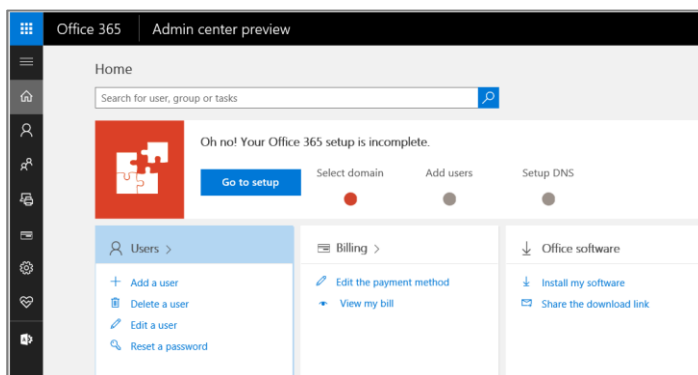 Office 365 Admin center preview
Home
Search for user, group or tasks
Oh no! Your Office 365 setup is incomplete.
Go to setup
Select domain
Add users
Setup DNS
Users >
Add a user
Delete a user
Edit a user
Reset a password
Billing >
Edit the payment method
View my bill
Office software
Install my software
Share the download link